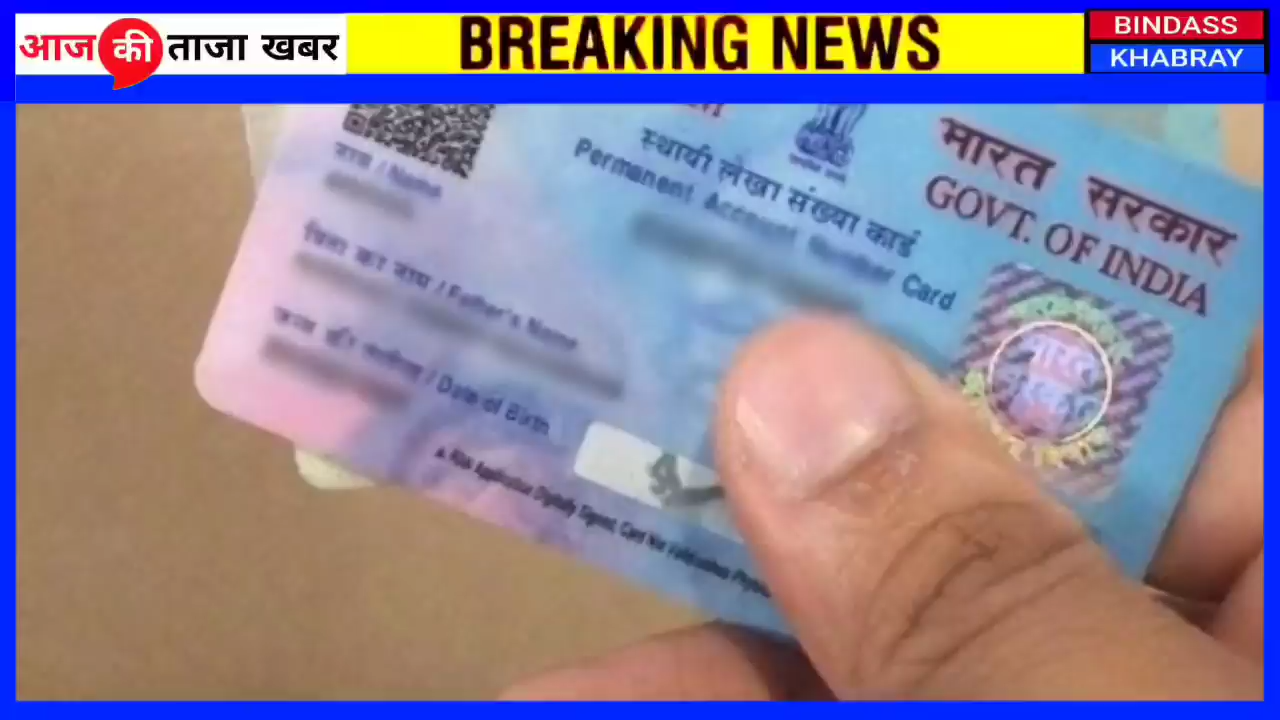 आज की ताजा खबर
BREAKING NEWS
BINDASS
KHABRAY
भारत सरकार
GOVT. OF INDIA
स्थायी लेखा संख्या कार्ड
Permanent Account Number Card
नाम / Name
पिता का नाम / Father's Name
जन्म की तारीख / Date of Birth